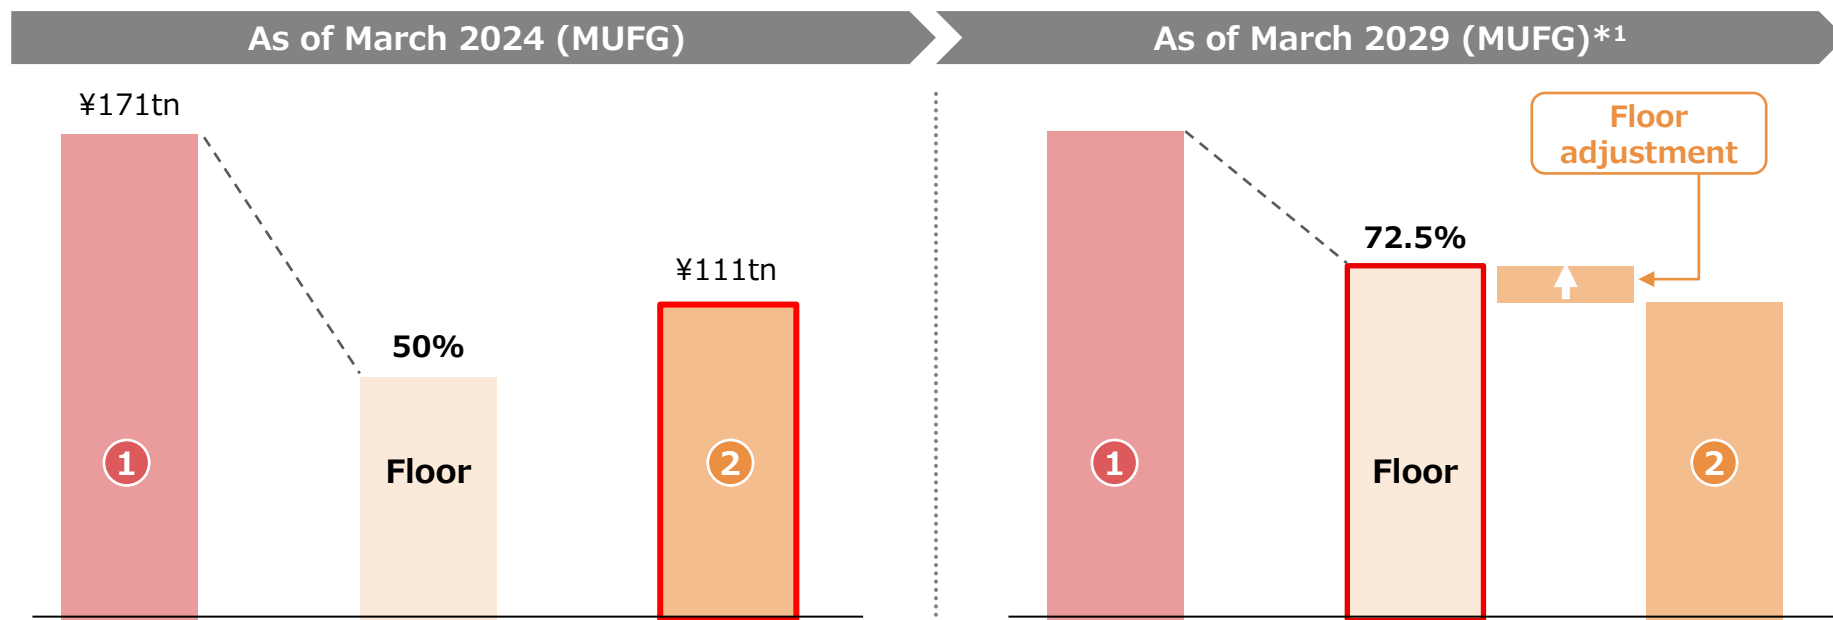 As of March 2024 (MUFG)
¥171tn
50%
¥111tn
1
Floor
2
As of March 2029 (MUFG)*1
Floor
adjustment
72.5%
1
Floor
2